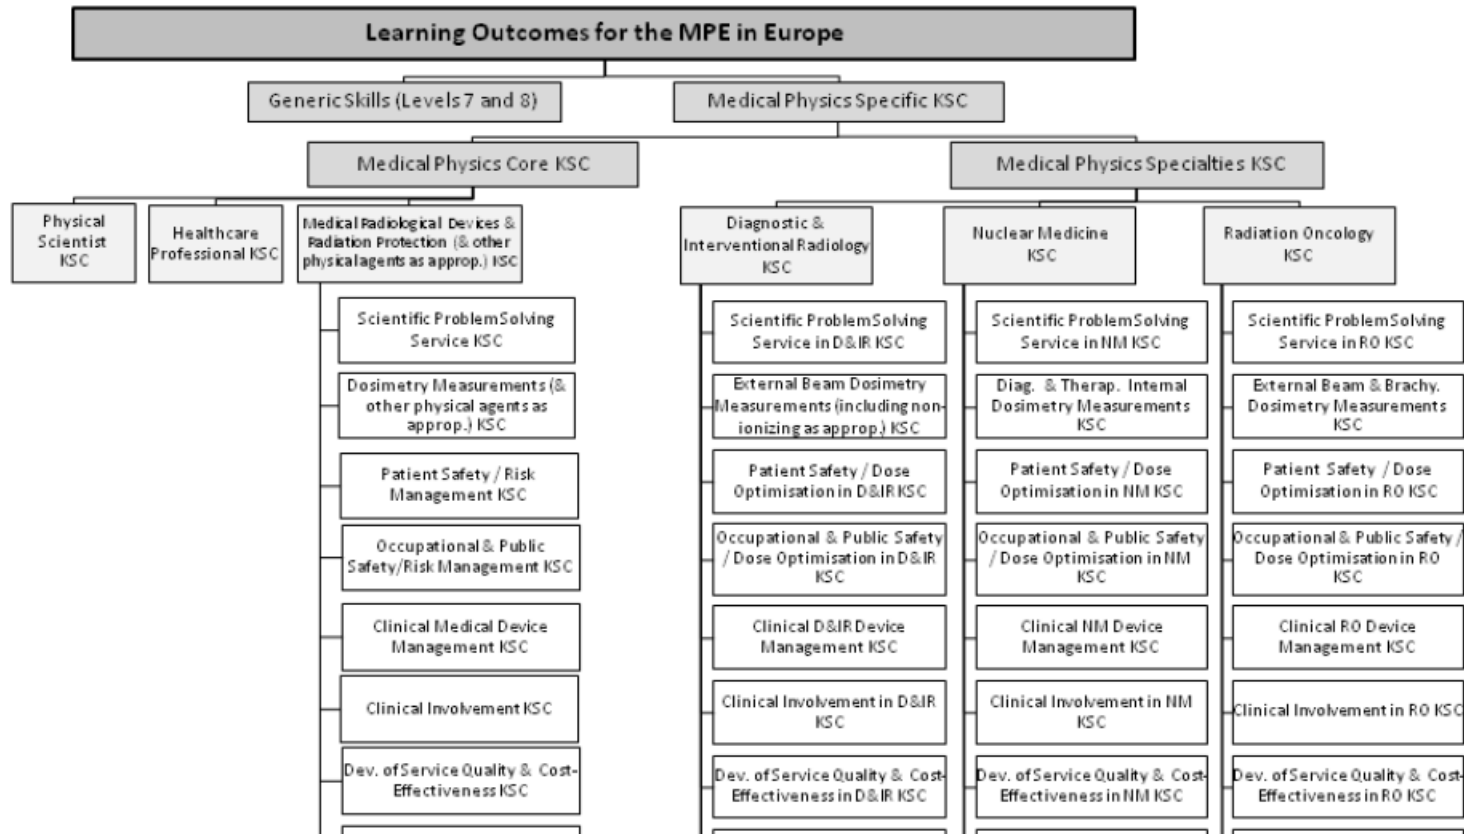 Learning Outcomes for the MPE in Europe
Generic Skills (Levels 7 and 8)
Medical Physics Specific KSC
Medical Physics Core KSC
Medical Physics Specialties KSC
Physical
Scientist
KSC
Healthcare
Professional KSC
Medical Radiological Devices &
Radiation Protection (& other
physical agents as approp.) KSC
Diagnostic &
Interventional Radiology
KSC
Nuclear Medicine
KSC
Radiation Oncology
KSC
Scientific Problem Solving
Service KSC
Dosimetry Measurements (&
other physical agents as
approp.) KSC
Patient Safety / Risk
Management KSC
Occupational & Public
Safety/Risk Management KSC
Clinical Medical Device
Management KSC
Clinical Involvement KSC
Dev. of Service Quality & Cost-
Effectiveness KSC
Scientific Problem Solving
Service in D&IR KSC
External Beam Dosimetry
Measurements (including non-
ionizing as approp.) KSC
Patient Safety / Dose
Optimisation in D&IR KSC
Occupational & Public Safety
/ Dose Optimisation in D&IR
KSC
Clinical D&IR Device
Management KSC
Clinical Involvement in D&IR
KSC
Dev. of Service Quality & Cost-
Effectiveness in D&IR KSC
Scientific Problem Solving
Service in NM KSC
Diag. & Therap. Internal
Dosimetry Measurements
KSC
Patient Safety / Dose
Optimisation in NM KSC
Occupational & Public Safety
/ Dose Optimisation in NM
KSC
Clinical NM Device
Management KSC
Clinical Involvement in NM
KSC
Dev. of Service Quality & Cost-
Effectiveness in NM KSC
Scientific Problem Solving
Service in RO KSC
External Beam & Brachy.
Dosimetry Measurements
KSC
Patient Safety / Dose
Optimisation in RO KSC
Occupational & Public Safety /
Dose Optimisation in RO
KSC
Clinical RO Device
Management KSC
Clinical Involvement in RO KSC
Dev. of Service Quality & Cost-
Effectiveness in RO KSC